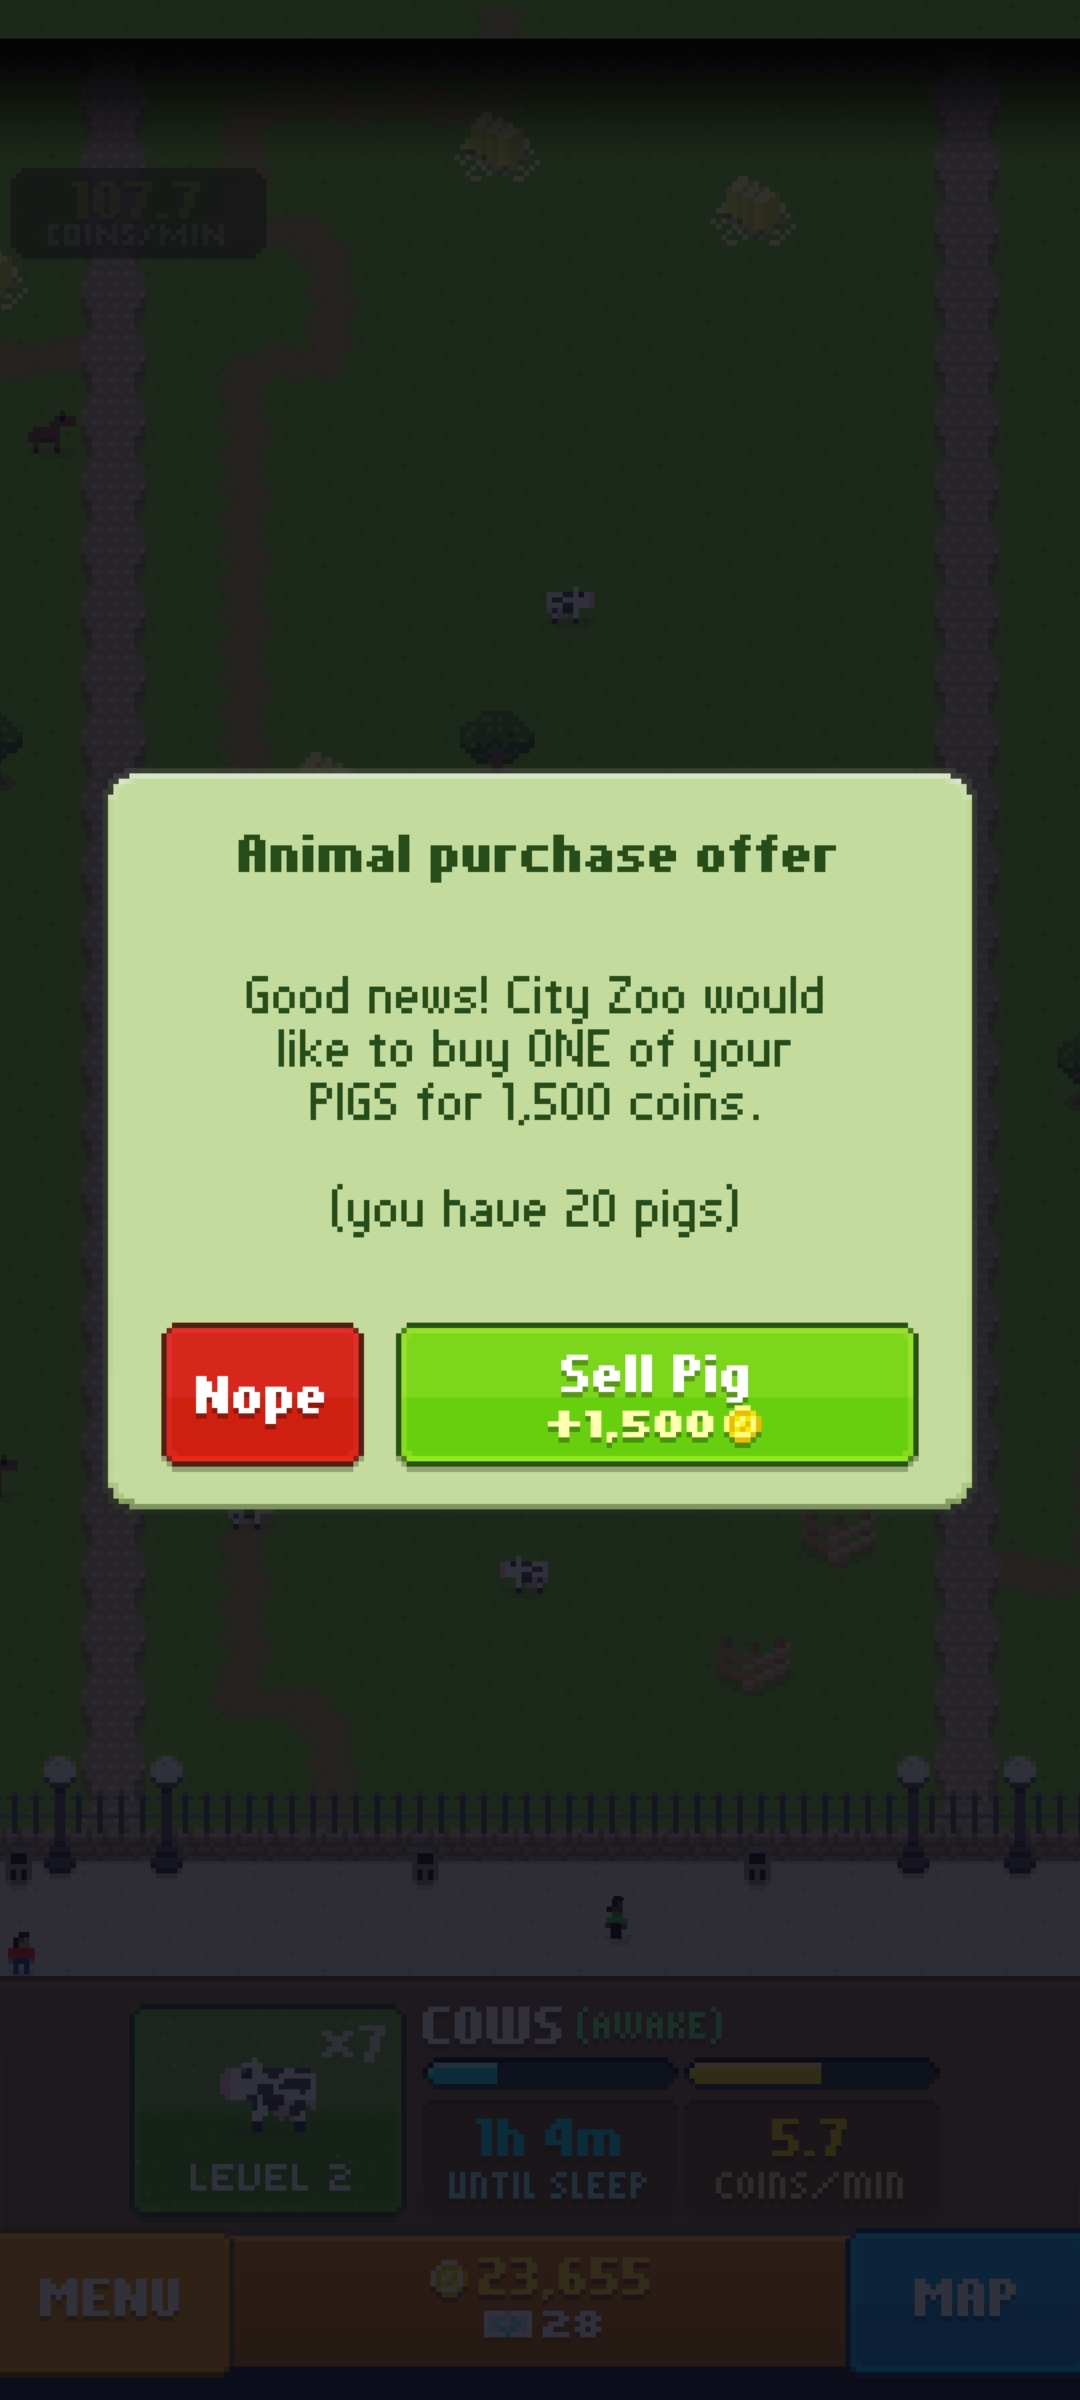 107.7
COINS/MIN
Animal purchase offer
Good news! City Zoo would
like to buy ONE of your
PIGS for 1,500 coins.
(you have 20 pigs)
Nope
Sell Pig
+1,500
x7
LEVEL 2
COWS (AWAKE)
1h 4m
UNTIL SLEEP
5.7
COINS/MIN
MENU
23,655
28
MAP